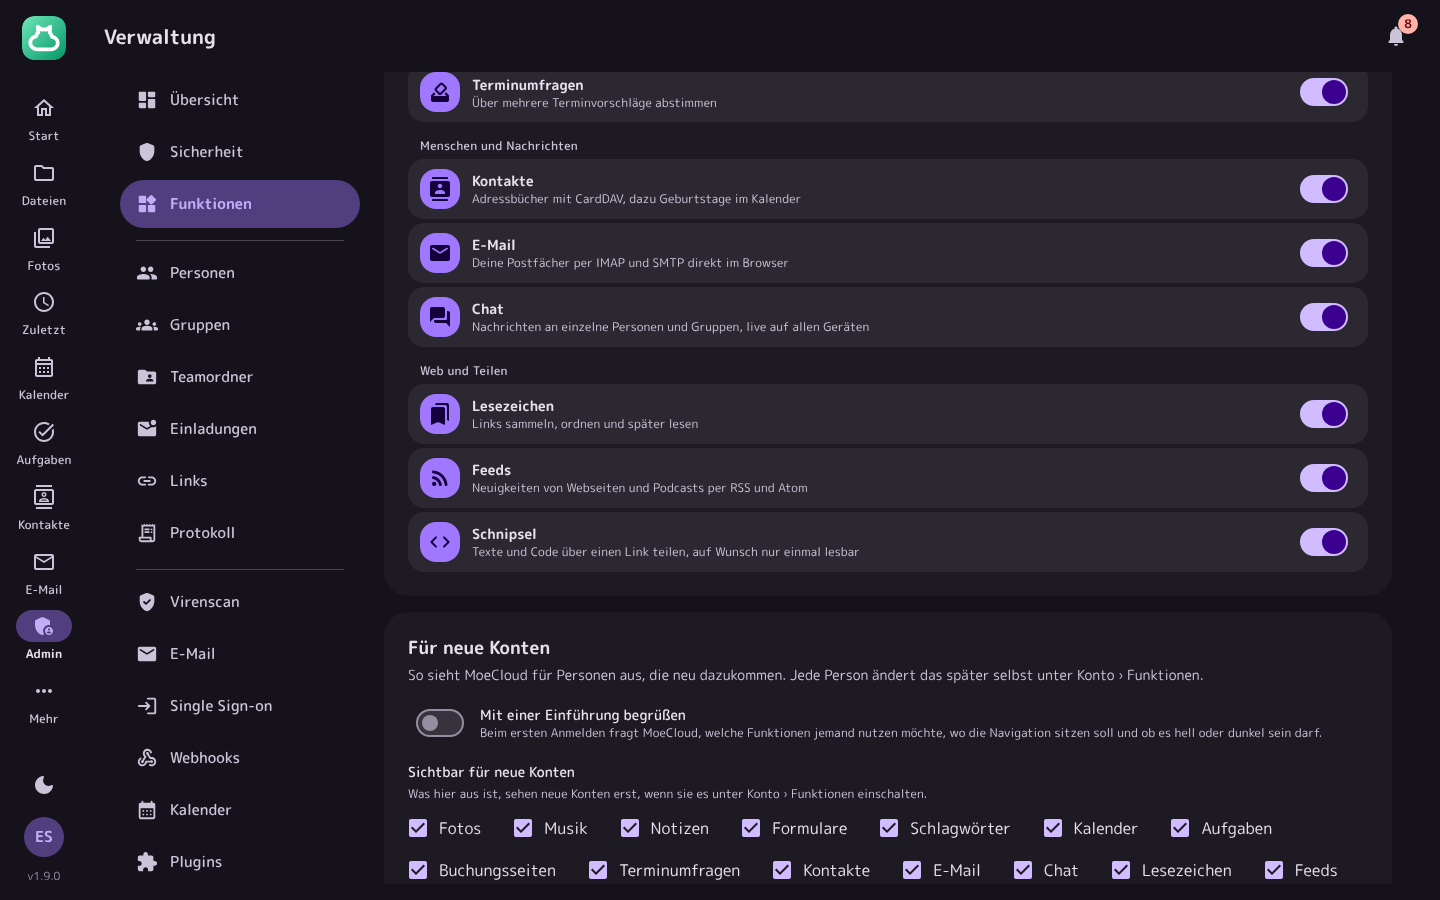 Verwaltung
8
Start
Dateien
Fotos
Zuletzt
Kalender
Aufgaben
Kontakte
E-Mail
Admin
Mehr
ES
v1.9.0
Übersicht
Sicherheit
Funktionen
Personen
Gruppen
Teamordner
Einladungen
Links
Protokoll
Virenscan
E-Mail
Single Sign-on
Webhooks
Kalender
Plugins
Terminumfragen
Über mehrere Terminvorschläge abstimmen
Menschen und Nachrichten
Kontakte
Adressbücher mit CardDAV, dazu Geburtstage im Kalender
E-Mail
Deine Postfächer per IMAP und SMTP direkt im Browser
Chat
Nachrichten an einzelne Personen und Gruppen, live auf allen Geräten
Web und Teilen
Lesezeichen
Links sammeln, ordnen und später lesen
Feeds
Neuigkeiten von Webseiten und Podcasts per RSS und Atom
Schnipsel
Texte und Code über einen Link teilen, auf Wunsch nur einmal lesbar
Für neue Konten
So sieht MoeCloud für Personen aus, die neu dazukommen. Jede Person ändert das später selbst unter Konto › Funktionen.
Mit einer Einführung begrüßen
Beim ersten Anmelden fragt MoeCloud, welche Funktionen jemand nutzen möchte, wo die Navigation sitzen soll und ob es hell oder dunkel sein darf.
Sichtbar für neue Konten
Was hier aus ist, sehen neue Konten erst, wenn sie es unter Konto › Funktionen einschalten.
Fotos Musik Notizen Formulare Schlagwörter Kalender Aufgaben
Buchungsseiten Terminumfragen Kontakte E-Mail Chat Lesezeichen Feeds